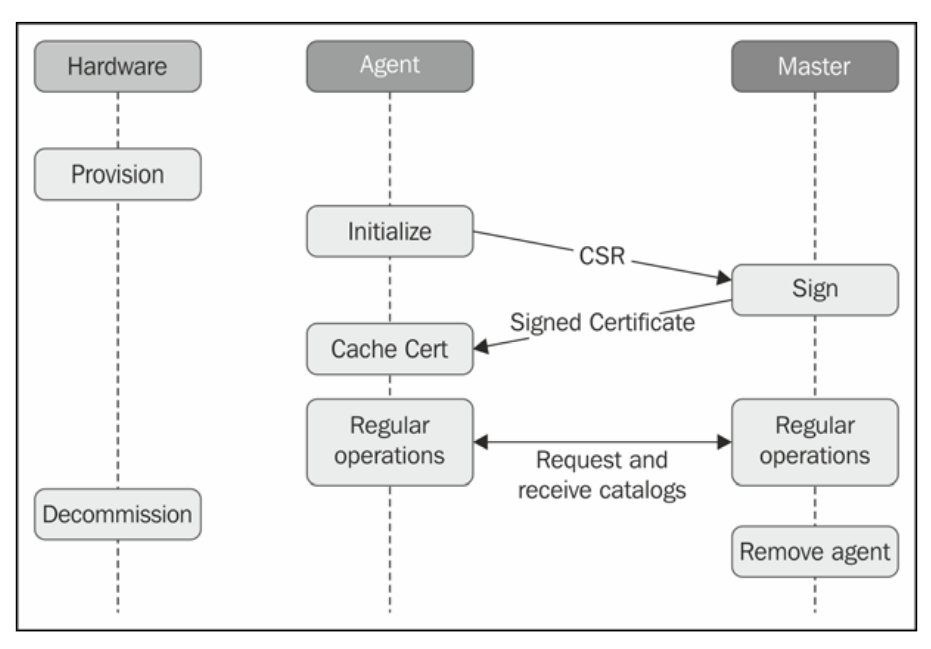 Hardware
Agent
Master
Provision
Initialize
CSR
Sign
Signed Certificate
Cache Cert
Regular
operations
Regular
operations
Request and
receive catalogs
Decommission
Remove agent